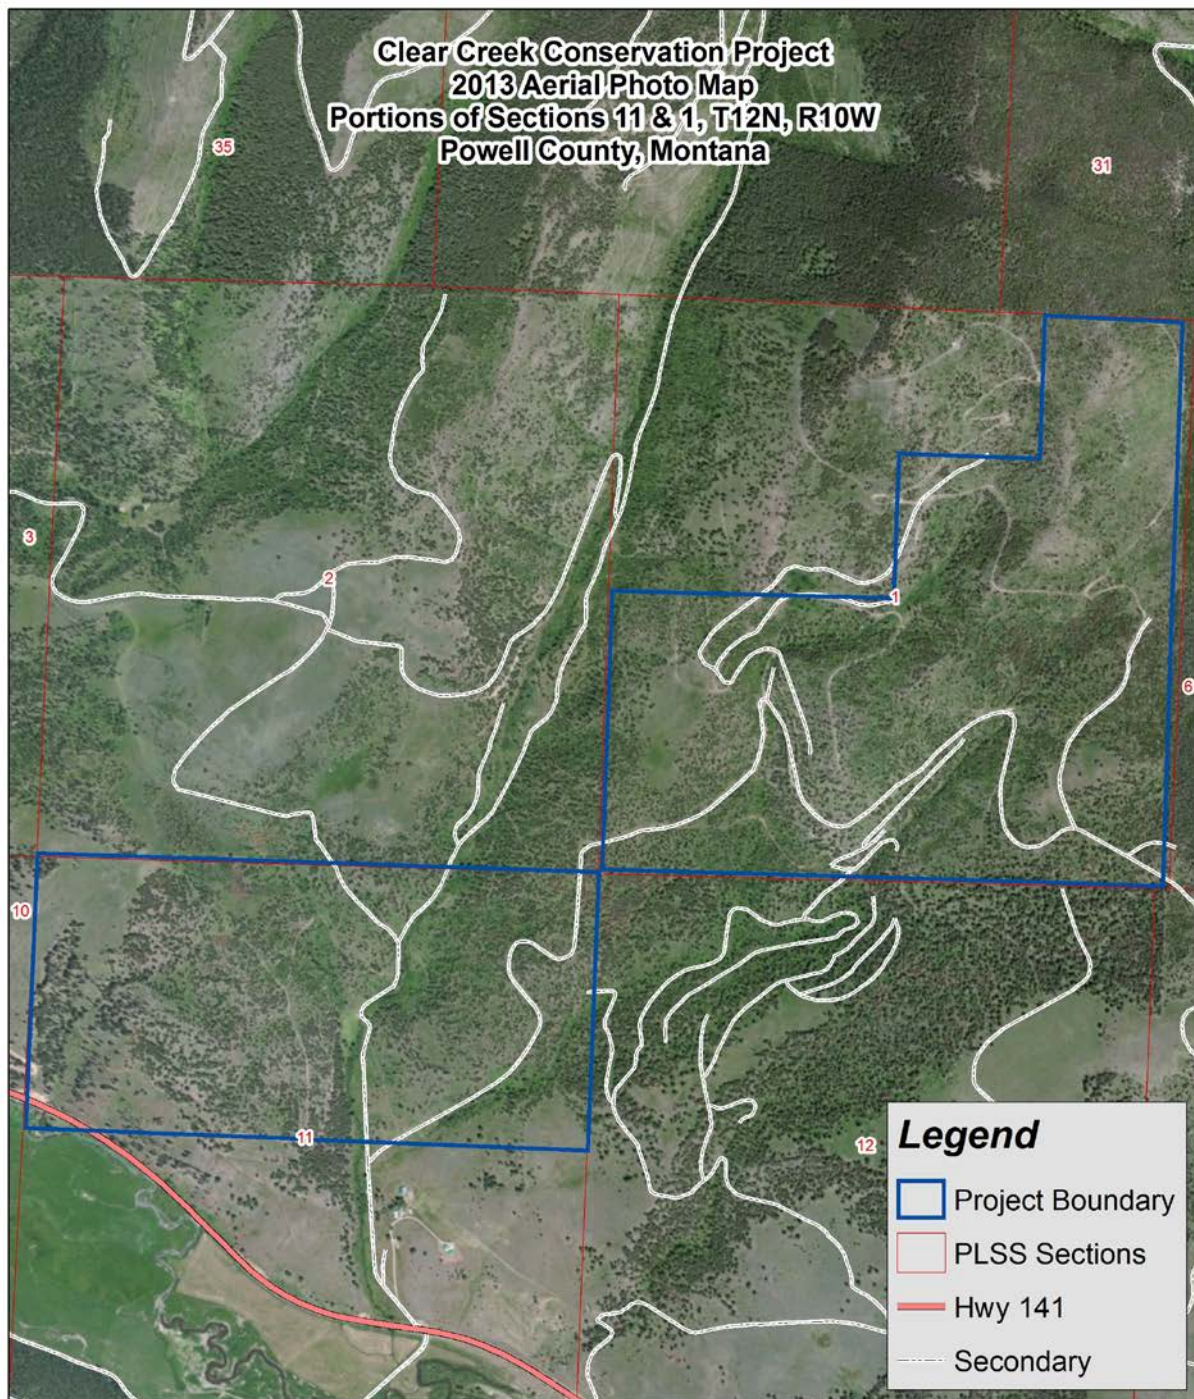 Clear Creek Conservation Project
2013 Aerial Photo Map
Portions of Sections 11 & 1, T12N, R10W
Powell County, Montana
35
31
3
2
1
6
10
11
12
Legend
Project Boundary
PLSS Sections
Hwy 141
Secondary